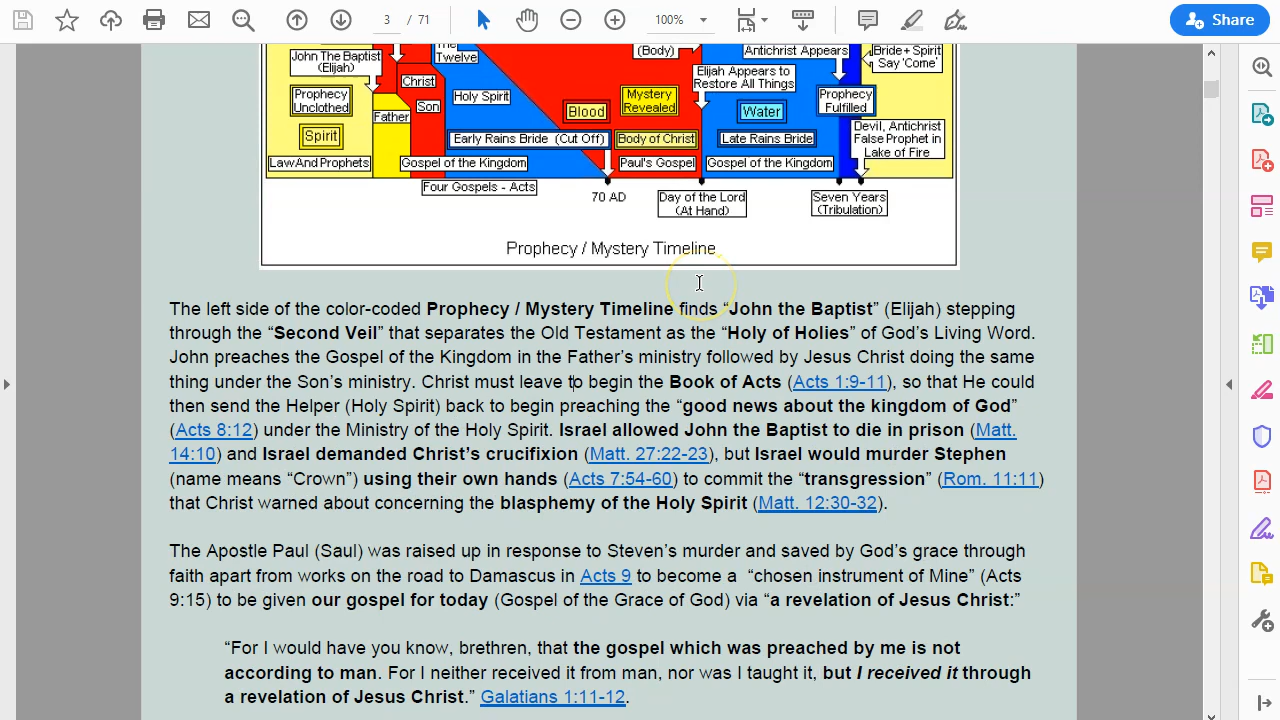 3 / 71
100%
Share
John The Baptist
(Elijah)
The
Twelve
(Body)
Antichrist Appears
Bride + Spirit
Say 'Come'
Christ
Elijah Appears to
Restore All Things
Prophecy
Unclothed
Son
Holy Spirit
Mystery
Revealed
Prophecy
Fulfilled
Father
Blood
Water
Spirit
Early Rains Bride (Cut Off)
Body of Christ
Late Rains Bride
Devil, Antichrist
False Prophet in
Lake of Fire
Law And Prophets
Gospel of the Kingdom
Paul's Gospel
Gospel of the Kingdom
Four Gospels - Acts
70 AD
Day of the Lord
(At Hand)
Seven Years
(Tribulation)
Prophecy / Mystery Timeline
The left side of the color-coded Prophecy / Mystery Timeline finds “John the Baptist” (Elijah) stepping
through the “Second Veil” that separates the Old Testament as the “Holy of Holies” of God’s Living Word.
John preaches the Gospel of the Kingdom in the Father’s ministry followed by Jesus Christ doing the same
thing under the Son’s ministry. Christ must leave to begin the Book of Acts (Acts 1:9-11), so that He could
then send the Helper (Holy Spirit) back to begin preaching the “good news about the kingdom of God”
(Acts 8:12) under the Ministry of the Holy Spirit. Israel allowed John the Baptist to die in prison (Matt.
14:10) and Israel demanded Christ’s crucifixion (Matt. 27:22-23), but Israel would murder Stephen
(name means “Crown”) using their own hands (Acts 7:54-60) to commit the “transgression” (Rom. 11:11)
that Christ warned about concerning the blasphemy of the Holy Spirit (Matt. 12:30-32).
The Apostle Paul (Saul) was raised up in response to Steven’s murder and saved by God’s grace through
faith apart from works on the road to Damascus in Acts 9 to become a “chosen instrument of Mine” (Acts
9:15) to be given our gospel for today (Gospel of the Grace of God) via “a revelation of Jesus Christ:”
“For I would have you know, brethren, that the gospel which was preached by me is not
according to man. For I neither received it from man, nor was I taught it, but I received it through
a revelation of Jesus Christ.” Galatians 1:11-12.